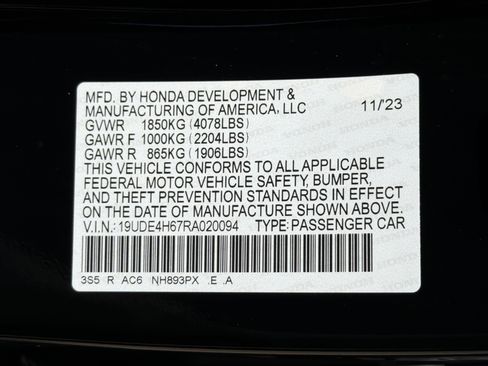 MFD. BY HONDA DEVELOPMENT &
MANUFACTURING OF AMERICA, LLC 11/23
GVWR 1850KG (4078LBS)
GAWR F 1000KG (2204LBS)
GAWR R 865KG (1906LBS)
THIS VEHICLE CONFORMS TO ALL APPLICABLE
FEDERAL MOTOR VEHICLE SAFETY, BUMPER,
AND THEFT PREVENTION STANDARDS IN EFFECT
ON THE DATE OF MANUFACTURE SHOWN ABOVE.
V.I.N.: 19UDE4H67RA020094 TYPE: PASSENGER CAR
3S5 R AC6 NH893PX .E .A